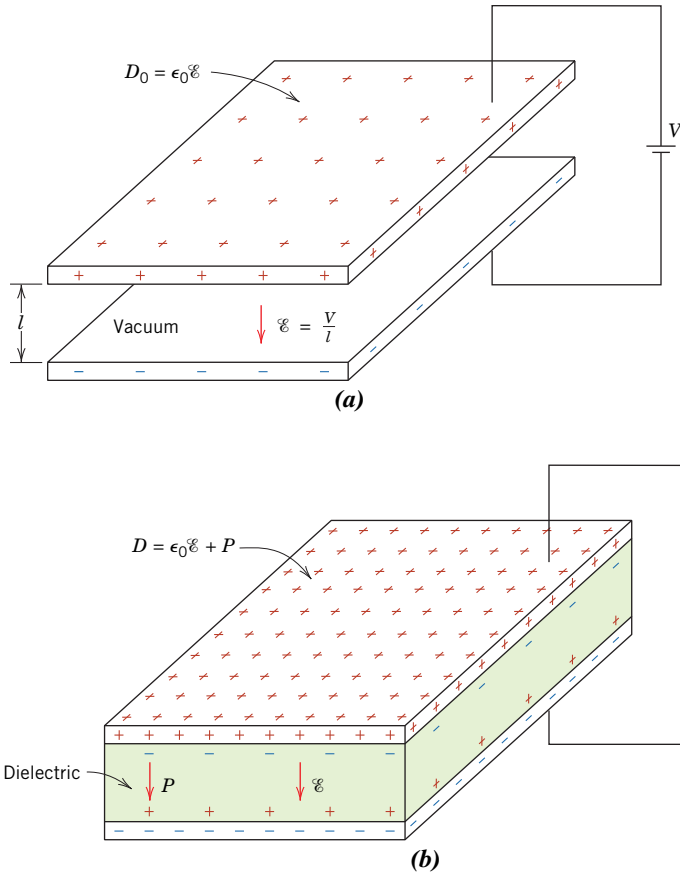 D₀ = ϵ₀ℰ
V
l
Vacuum
ℰ = V/l
(a)
D = ϵ₀ℰ + P
Dielectric
P
ℰ
(b)